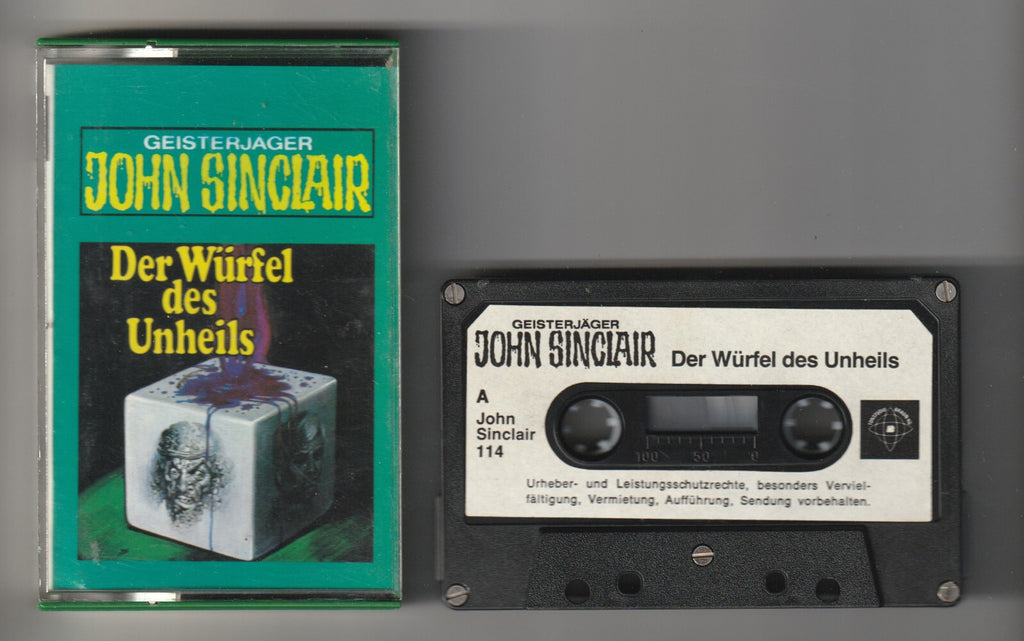 GEISTERJÄGER
JOHN SINCLAIR
Der Würfel
des
Unheils
GEISTERJÄGER
JOHN SINCLAIR Der Würfel des Unheils
A
John
Sinclair
114
100 50 0
Urheber- und Leistungsschutzrechte, besonders Verviel-
fältigung, Vermietung, Aufführung, Sendung vorbehalten.